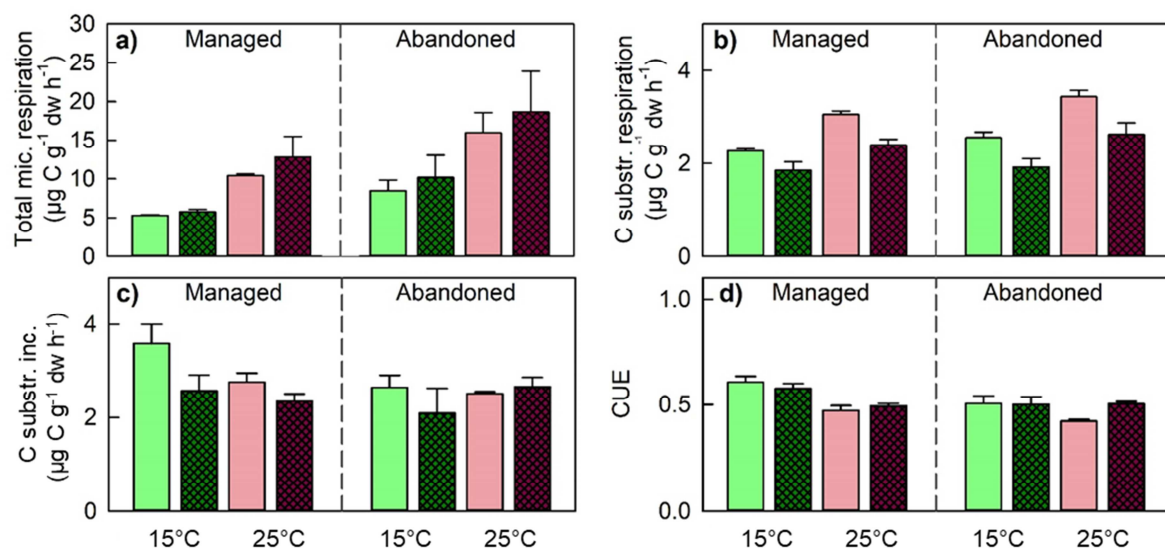 a)
Managed
Abandoned
Total mic. respiration
(µg C g⁻¹ dw h⁻¹)
30
25
20
15
10
5
0
b)
Managed
Abandoned
C substr. respiration
(µg C g⁻¹ dw h⁻¹)
4
2
0
c)
Managed
Abandoned
C substr. inc.
(µg C g⁻¹ dw h⁻¹)
4
2
0
15°C
25°C
15°C
25°C
d)
Managed
Abandoned
CUE
1.0
0.5
0.0
15°C
25°C
15°C
25°C